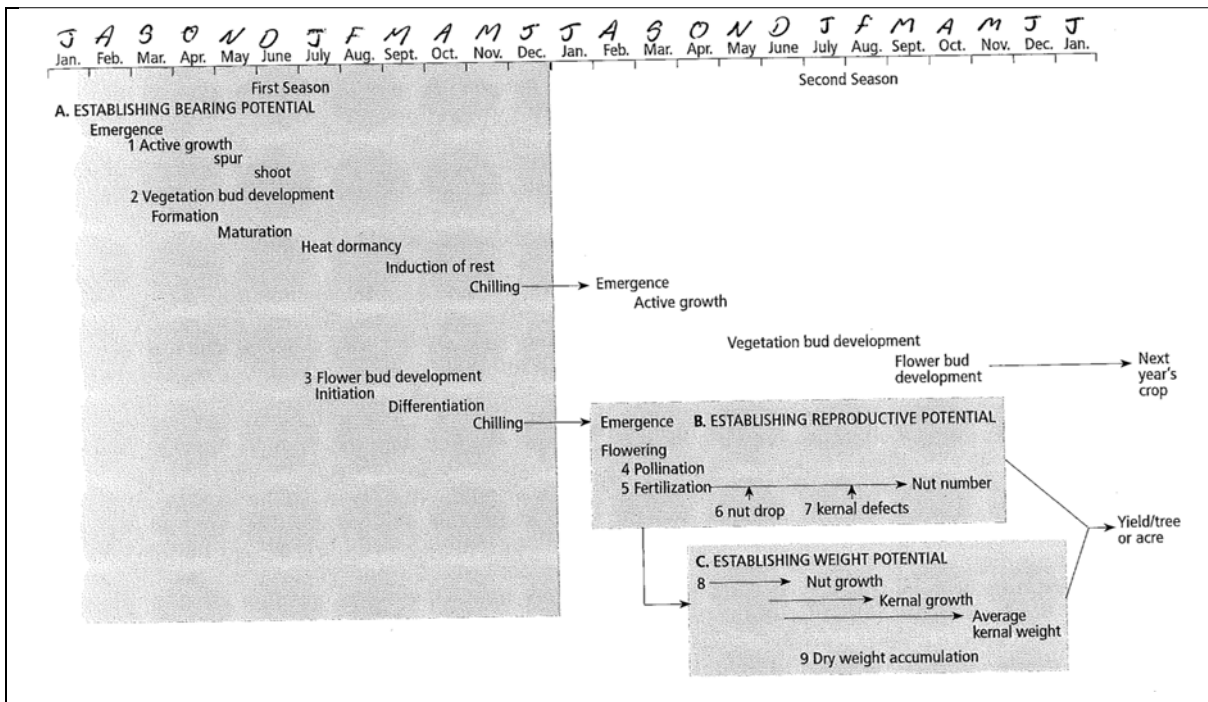 J A S O N D J F M A M J J A S O N D J F M A M J J
Jan. Feb. Mar. Apr. May June July Aug. Sept. Oct. Nov. Dec. Jan. Feb. Mar. Apr. May June July Aug. Sept. Oct. Nov. Dec. Jan.
First Season
Second Season
A. ESTABLISHING BEARING POTENTIAL
Emergence
1 Active growth
spur
shoot
2 Vegetation bud development
Formation
Maturation
Heat dormancy
Induction of rest
Chilling
Emergence
Active growth
Vegetation bud development
Flower bud
development
Next
year's
crop
3 Flower bud development
Initiation
Differentiation
Chilling
Emergence B. ESTABLISHING REPRODUCTIVE POTENTIAL
Flowering
4 Pollination
5 Fertilization
Nut number
6 nut drop 7 kernal defects
Yield/tree
or acre
C. ESTABLISHING WEIGHT POTENTIAL
8 Nut growth
Kernal growth
Average
kernal weight
9 Dry weight accumulation